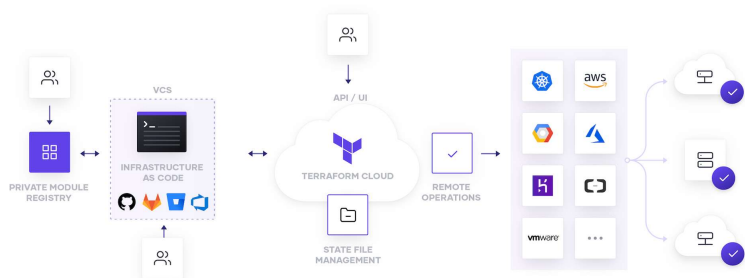 VCS
API / UI
aws
INFRASTRUCTURE
AS CODE
PRIVATE MODULE
REGISTRY
TERRAFORM CLOUD
REMOTE
OPERATIONS
STATE FILE
MANAGEMENT
vmware